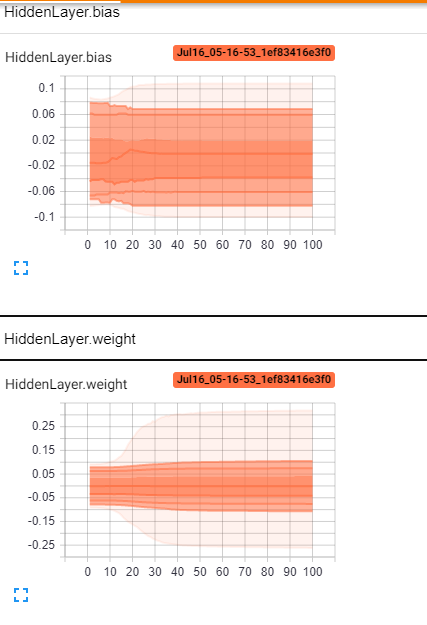 HiddenLayer.bias
HiddenLayer.bias
Jul16_05-16-53_1ef83416e3f0
0.1
0.06
0.02
-0.02
-0.06
-0.1
0 10 20 30 40 50 60 70 80 90 100
HiddenLayer.weight
HiddenLayer.weight
Jul16_05-16-53_1ef83416e3f0
0.25
0.15
0.05
-0.05
-0.15
-0.25
0 10 20 30 40 50 60 70 80 90 100